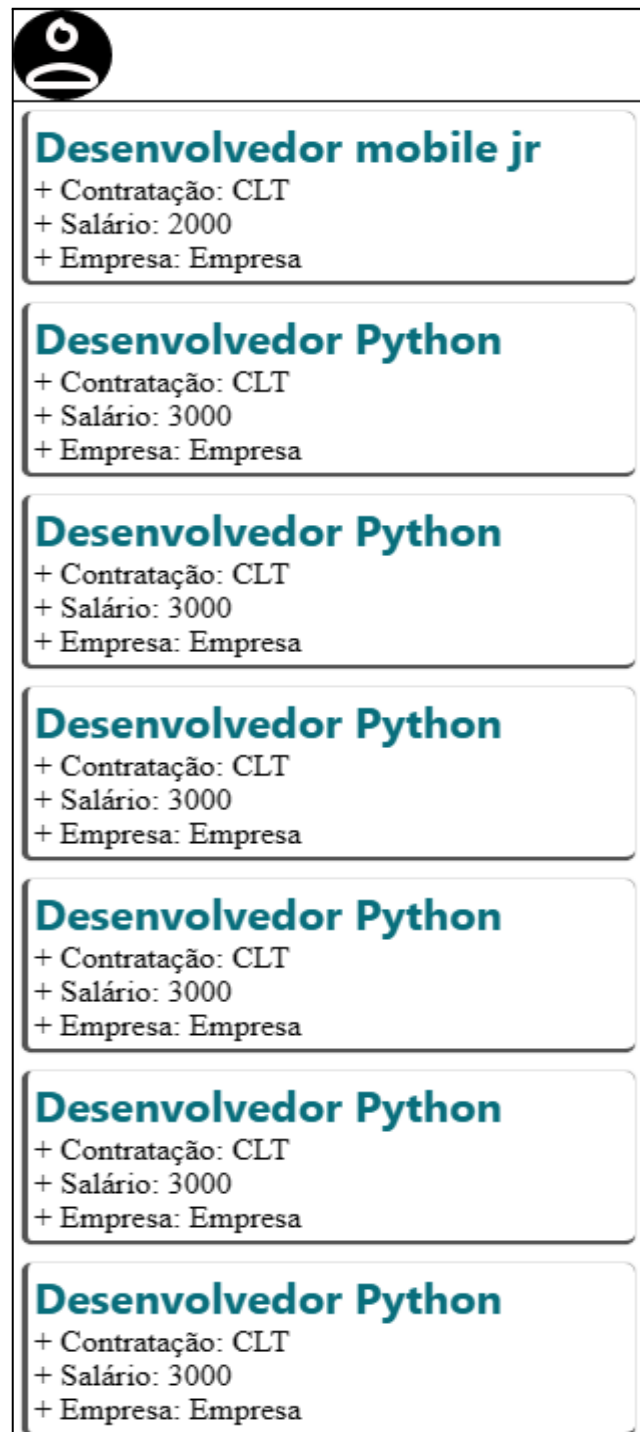 Desenvolvedor mobile jr
+ Contratação: CLT
+ Salário: 2000
+ Empresa: Empresa
Desenvolvedor Python
+ Contratação: CLT
+ Salário: 3000
+ Empresa: Empresa
Desenvolvedor Python
+ Contratação: CLT
+ Salário: 3000
+ Empresa: Empresa
Desenvolvedor Python
+ Contratação: CLT
+ Salário: 3000
+ Empresa: Empresa
Desenvolvedor Python
+ Contratação: CLT
+ Salário: 3000
+ Empresa: Empresa
Desenvolvedor Python
+ Contratação: CLT
+ Salário: 3000
+ Empresa: Empresa
Desenvolvedor Python
+ Contratação: CLT
+ Salário: 3000
+ Empresa: Empresa